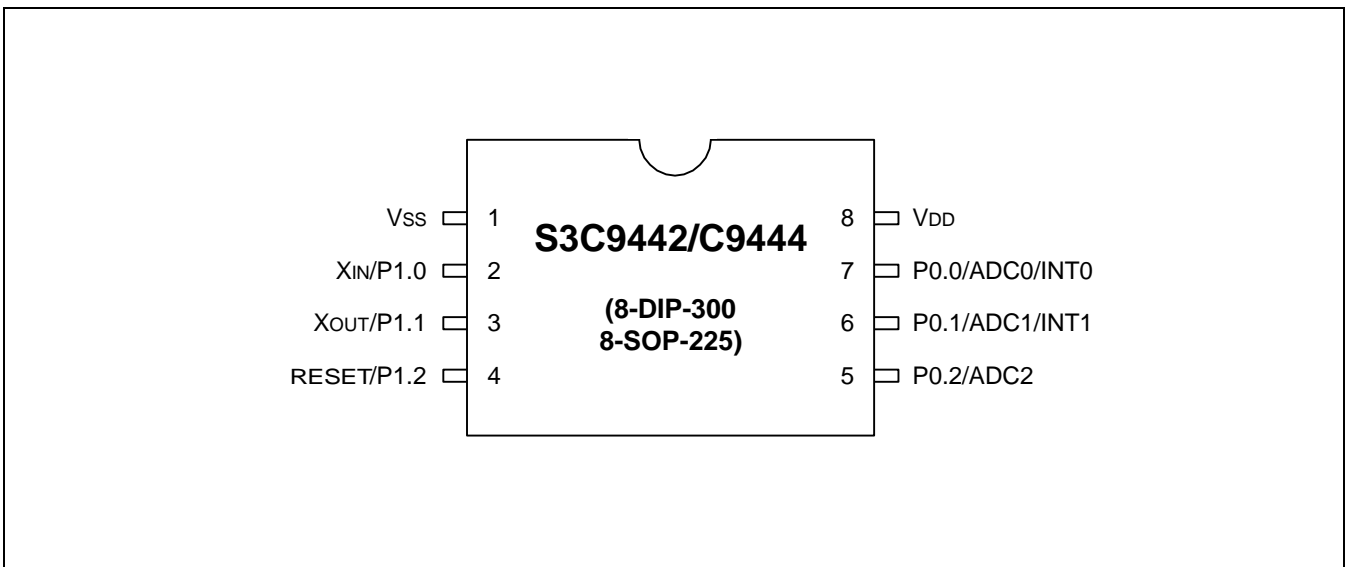 Vss 1 S3C9442/C9444 8 VDD
XIN/P1.0 2 7 P0.0/ADC0/INT0
XOUT/P1.1 3 (8-DIP-300 6 P0.1/ADC1/INT1
8-SOP-225)
RESET/P1.2 4 5 P0.2/ADC2